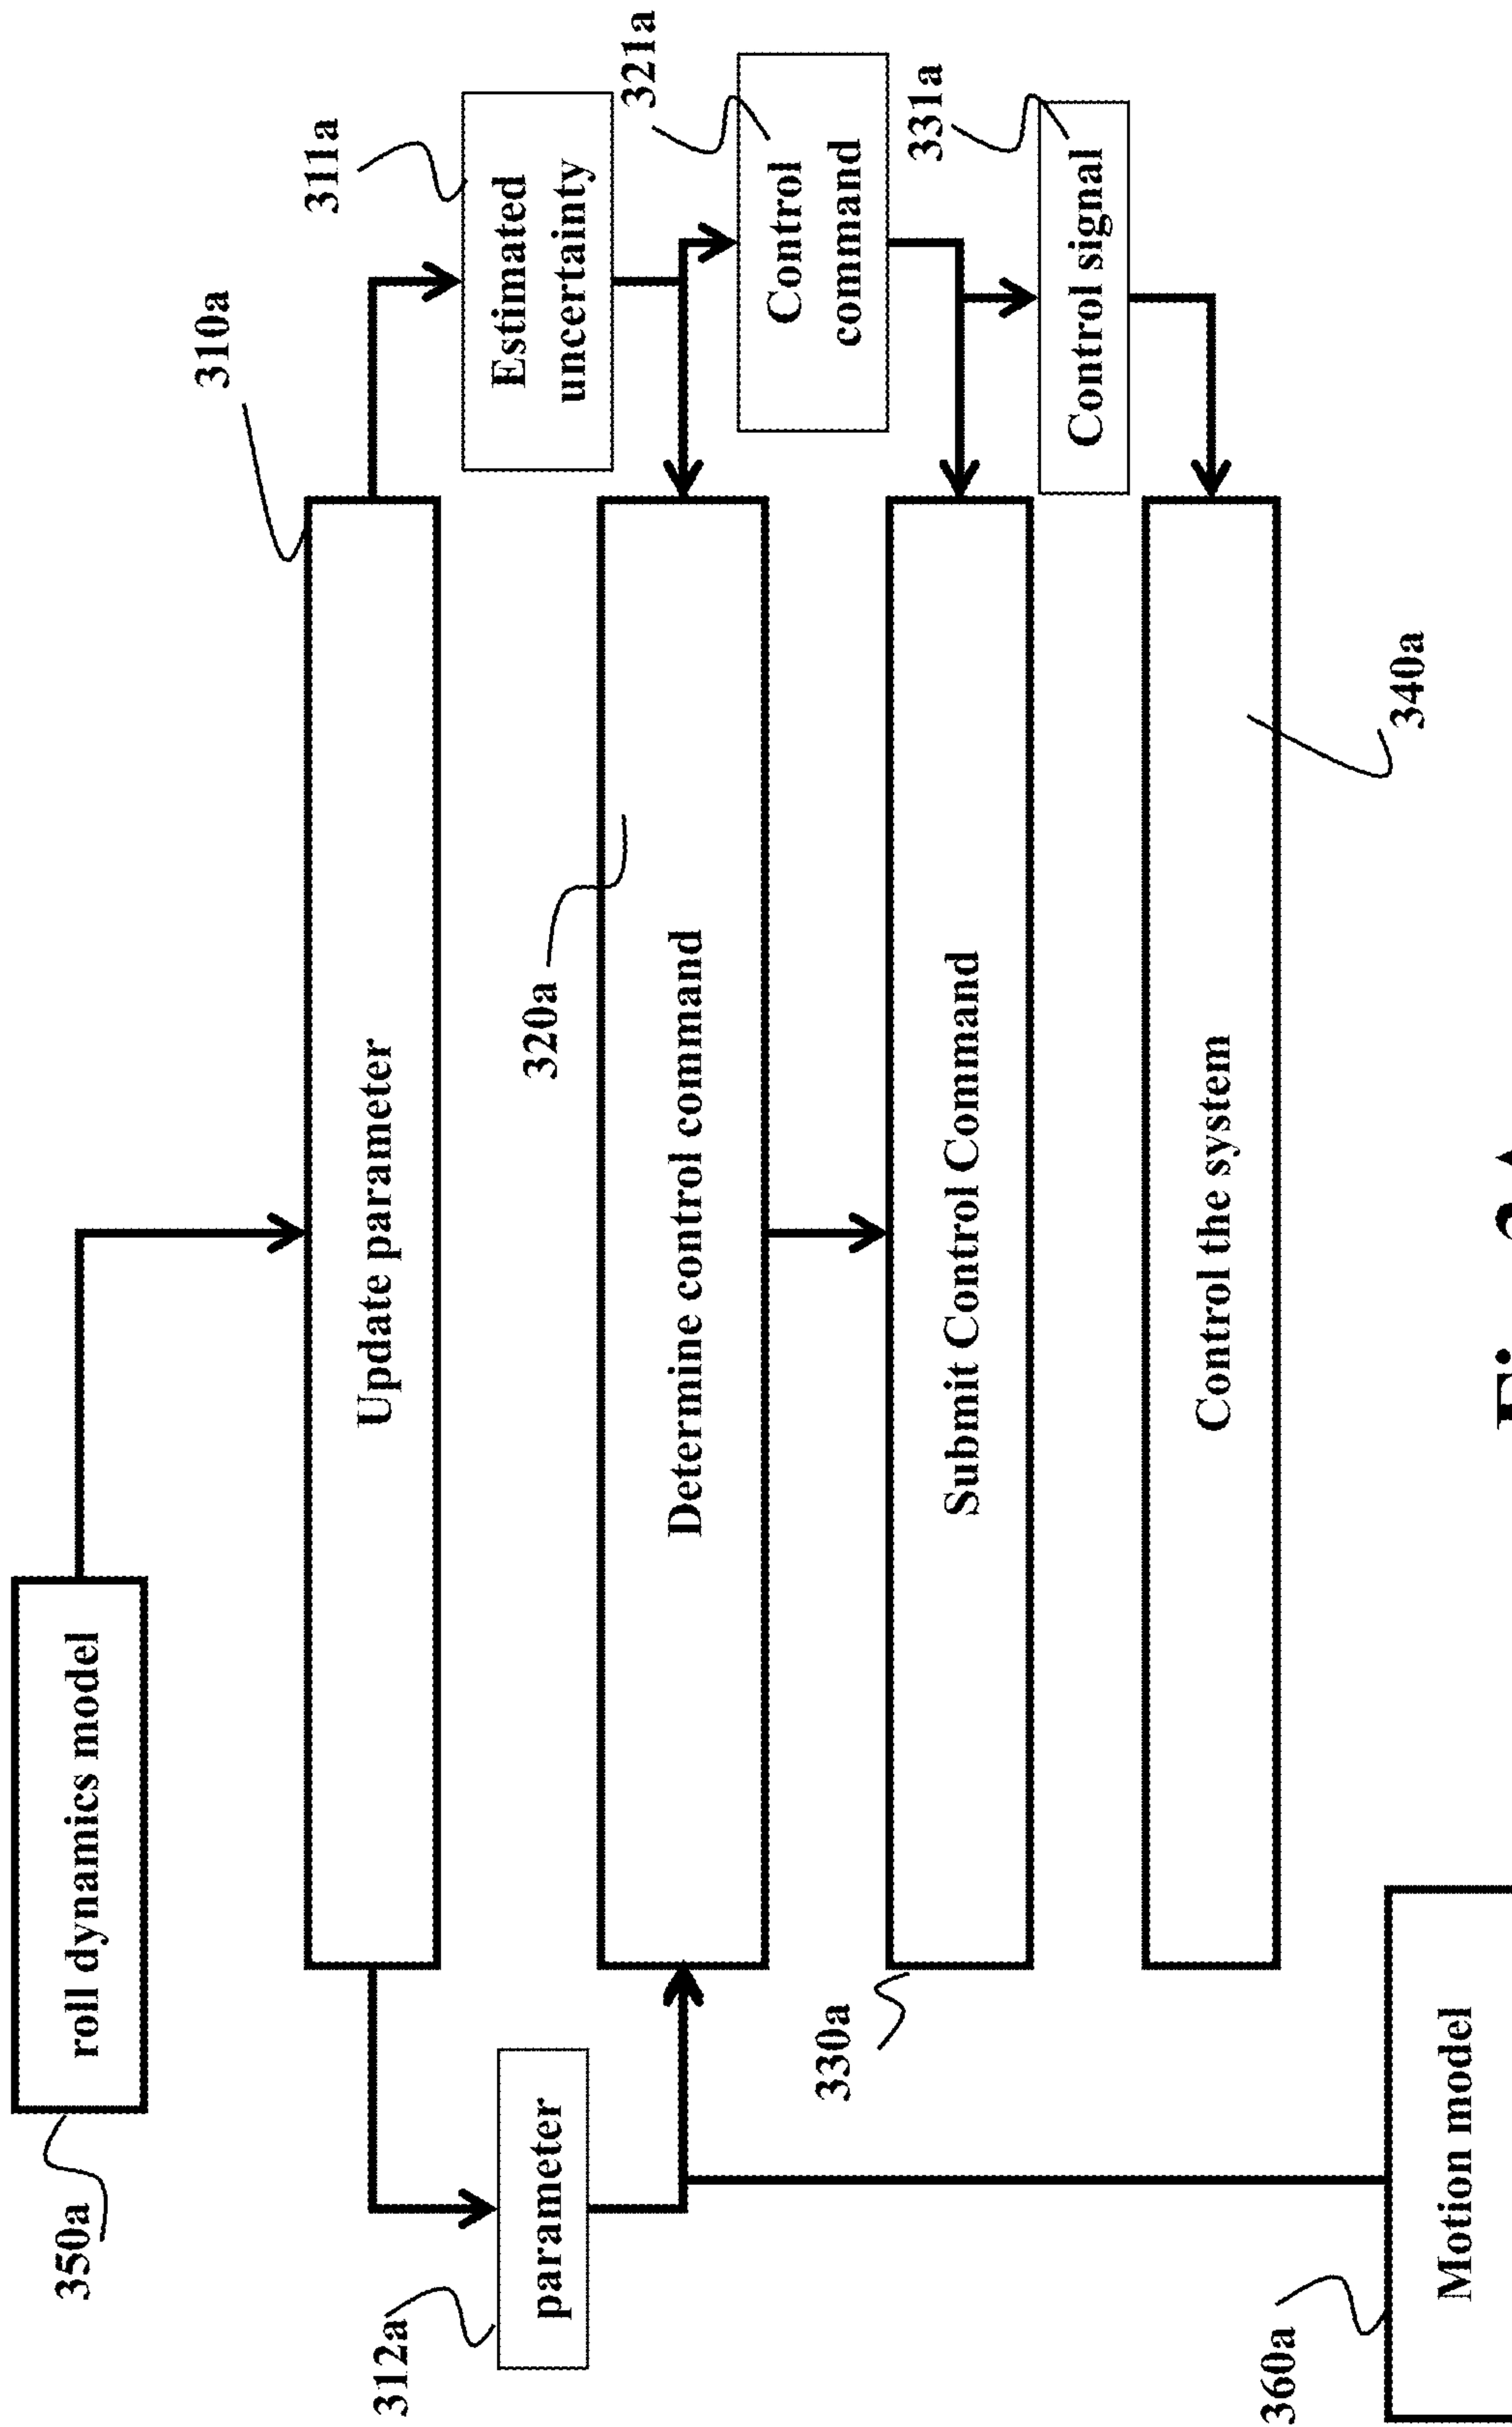 350a
roll dynamics model
310a
Update parameter
311a
Estimated
uncertainty
312a
parameter
320a
Determine control command
321a
Control
command
330a
Submit Control Command
331a
Control signal
Control the system
340a
360a
Motion model